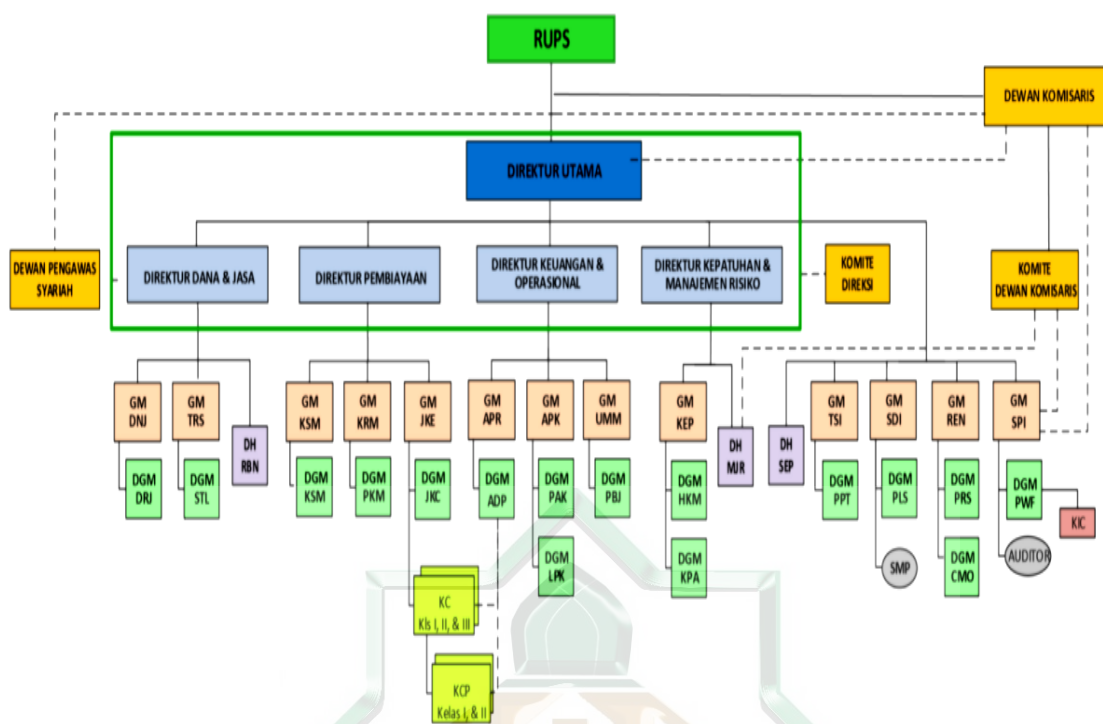 RUPS
DEWAN KOMISARIS
DIREKTUR UTAMA
DEWAN PENGAWAS
SYARIAH
DIREKTUR DANA & JASA
DIREKTUR PEMBIAYAAN
DIREKTUR KEUANGAN &
OPERASIONAL
DIREKTUR KEPATUHAN &
MANAJEMEN RISIKO
KOMITE
DIREKSI
KOMITE
DEWAN KOMISARIS
GM
DNJ
GM
TRS
DH
RBN
GM
KSM
GM
KRM
GM
JKE
GM
APR
GM
APK
GM
UMM
GM
KEP
DH
MJR
DH
SEP
GM
TSI
GM
SDI
GM
REN
GM
SPI
DGM
DRJ
DGM
STL
DGM
KSM
DGM
PKM
DGM
JKC
DGM
ADP
DGM
PAK
DGM
PBJ
DGM
HKM
DGM
PPT
DGM
PLS
DGM
PRS
DGM
PWF
KIC
DGM
LPK
DGM
KPA
SMP
DGM
CMO
AUDITOR
KC
Kls I, II, & III
KCP
Kelas I, & II